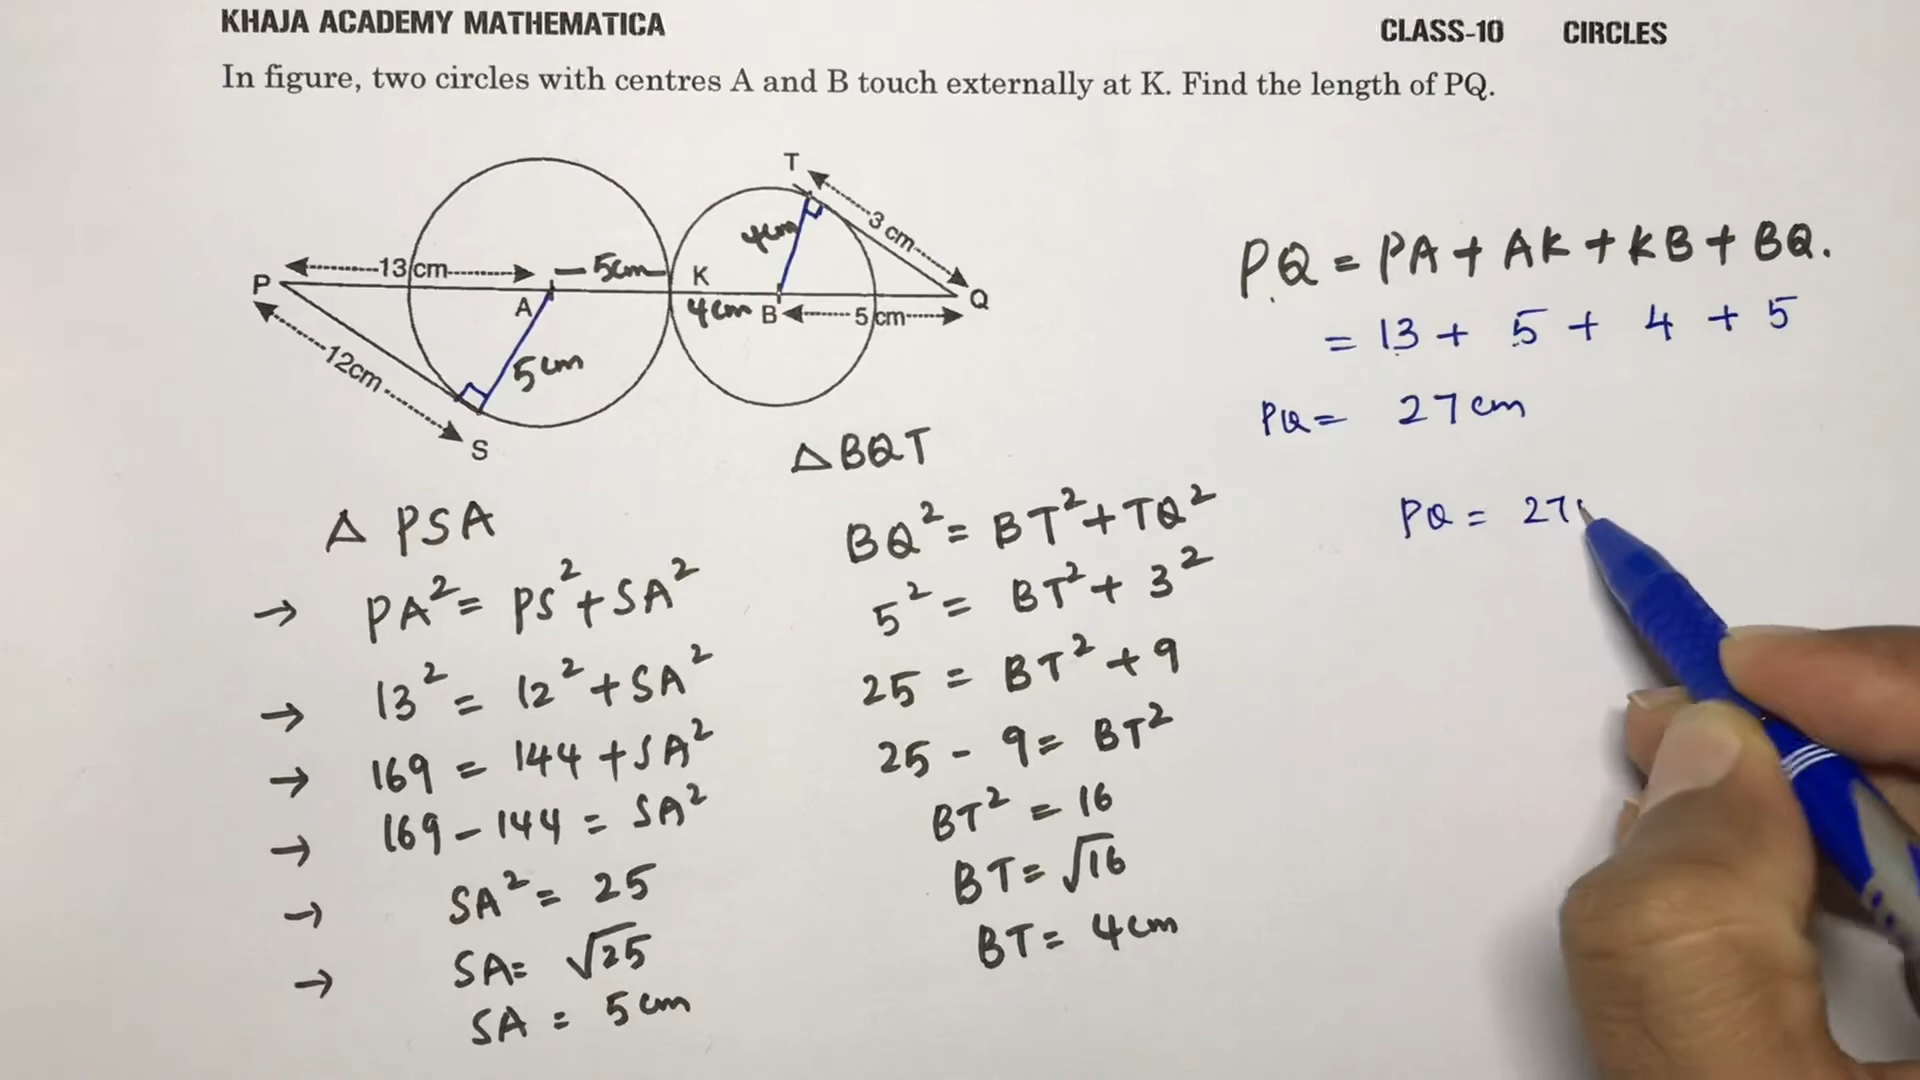 KHAJA ACADEMY MATHEMATICA CLASS-10 CIRCLES
In figure, two circles with centres A and B touch externally at K. Find the length of PQ.
T
3 cm
4cm
P
13 cm
5cm
K
A
4cm
B
5 cm
Q
5cm
12cm
S
PQ = PA + AK + KB + BQ.
= 13 + 5 + 4 + 5
PQ = 27cm
PQ = 27
Δ PSA
→ PA² = PS² + SA²
→ 13² = 12² + SA²
→ 169 = 144 + SA²
→ 169 - 144 = SA²
→ SA² = 25
→ SA = √25
SA = 5cm
Δ BQT
BQ² = BT² + TQ²
5² = BT² + 3²
25 = BT² + 9
25 - 9 = BT²
BT² = 16
BT = √16
BT = 4cm